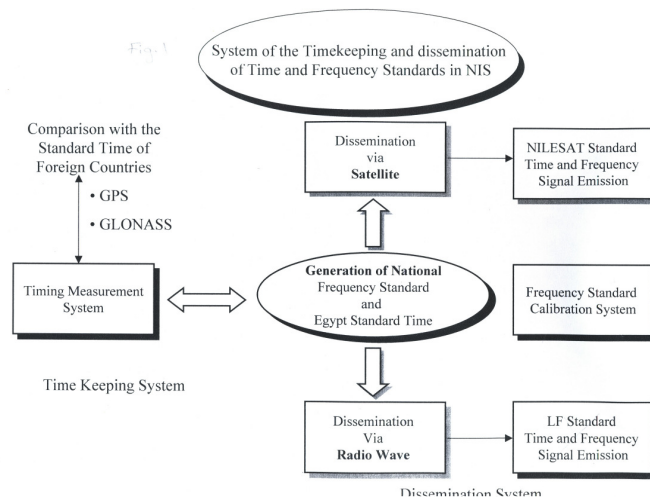 Fig-1
System of the Timekeeping and dissemination
of Time and Frequency Standards in NIS
Comparison with the
Standard Time of
Foreign Countries
• GPS
• GLONASS
Dissemination
via
Satellite
NILESAT Standard
Time and Frequency
Signal Emission
Timing Measurement
System
Generation of National
Frequency Standard
and
Egypt Standard Time
Frequency Standard
Calibration System
Time Keeping System
Dissemination
Via
Radio Wave
LF Standard
Time and Frequency
Signal Emission
Dissemination System